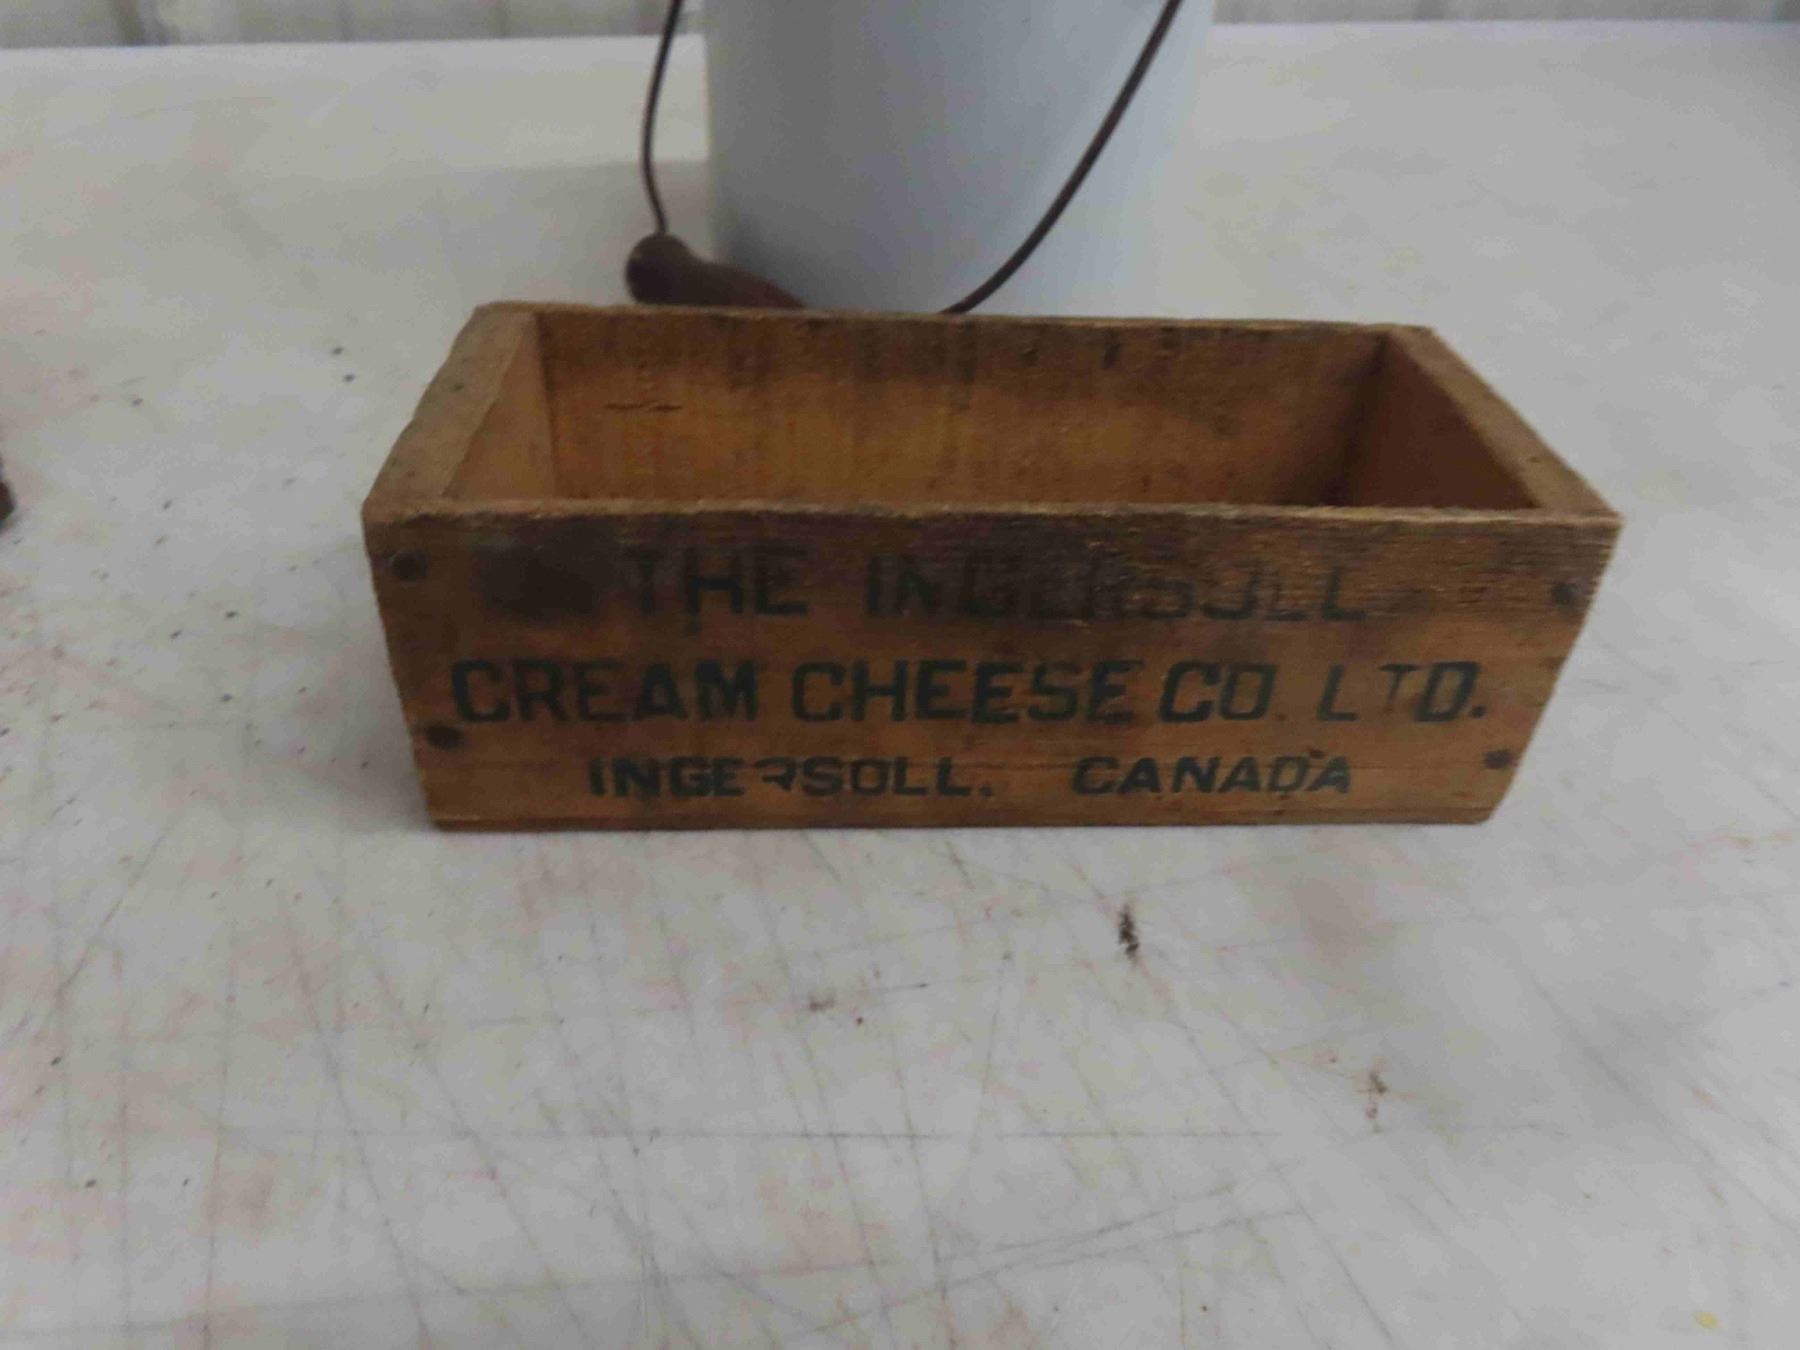 THE INGERSOLL
CREAM CHEESE CO. LTD.
INGERSOLL, CANADA